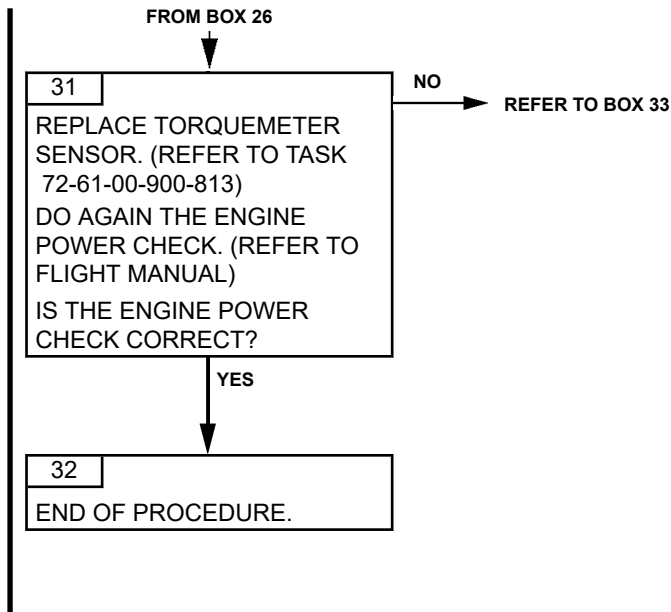 FROM BOX 26
31
NO
REFER TO BOX 33
REPLACE TORQUEMETER
SENSOR. (REFER TO TASK
72-61-00-900-813)
DO AGAIN THE ENGINE
POWER CHECK. (REFER TO
FLIGHT MANUAL)
IS THE ENGINE POWER
CHECK CORRECT?
YES
32
END OF PROCEDURE.